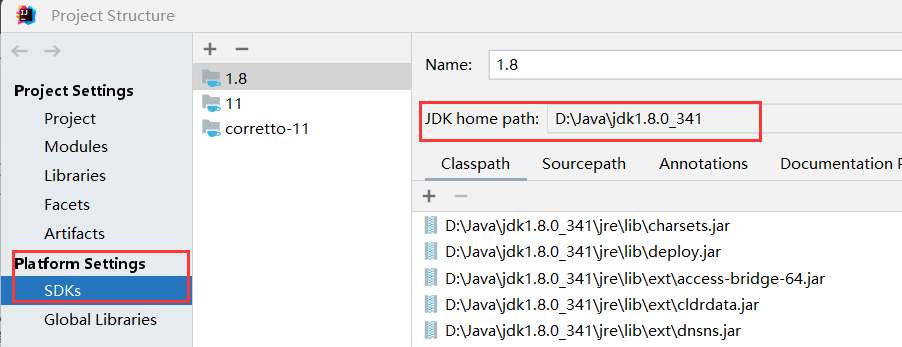 Project Structure
Project Settings
Project
Modules
Libraries
Facets
Artifacts
Platform Settings
SDKs
Global Libraries
1.8
11
corretto-11
Name: 1.8
JDK home path: D:\Java\jdk1.8.0_341
Classpath Sourcepath Annotations Documentation P
D:\Java\jdk1.8.0_341\jre\lib\charsets.jar
D:\Java\jdk1.8.0_341\jre\lib\deploy.jar
D:\Java\jdk1.8.0_341\jre\lib\ext\access-bridge-64.jar
D:\Java\jdk1.8.0_341\jre\lib\ext\cldrdata.jar
D:\Java\jdk1.8.0_341\jre\lib\ext\dnsns.jar